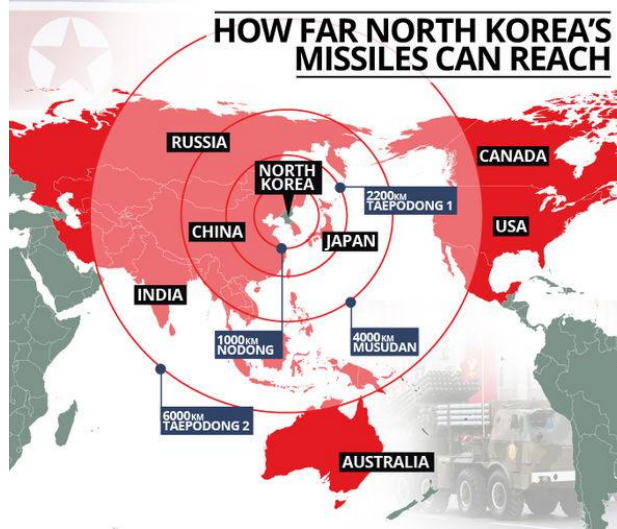 HOW FAR NORTH KOREA'S
MISSILES CAN REACH
RUSSIA
CANADA
NORTH
KOREA
2200KM
TAEPODONG 1
USA
CHINA
JAPAN
INDIA
1000KM
NODONG
4000KM
MUSUDAN
6000KM
TAEPODONG 2
AUSTRALIA